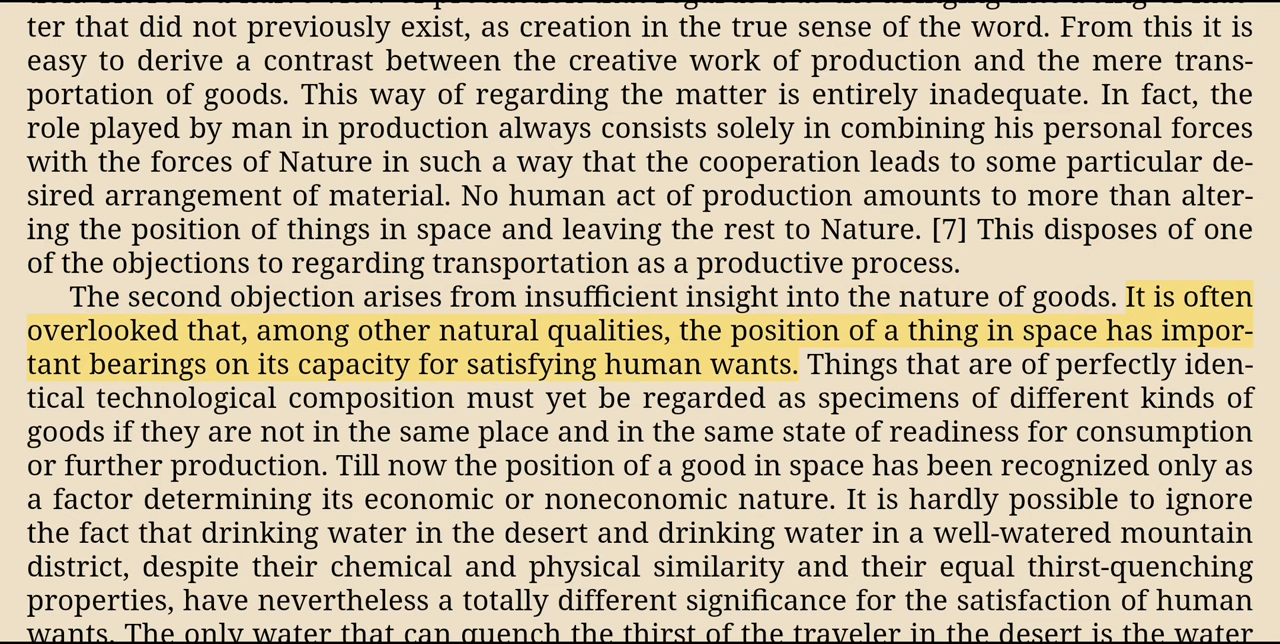 ter that did not previously exist, as creation in the true sense of the word. From this it is
easy to derive a contrast between the creative work of production and the mere trans-
portation of goods. This way of regarding the matter is entirely inadequate. In fact, the
role played by man in production always consists solely in combining his personal forces
with the forces of Nature in such a way that the cooperation leads to some particular de-
sired arrangement of material. No human act of production amounts to more than alter-
ing the position of things in space and leaving the rest to Nature. [7] This disposes of one
of the objections to regarding transportation as a productive process.
The second objection arises from insufficient insight into the nature of goods. It is often
overlooked that, among other natural qualities, the position of a thing in space has impor-
tant bearings on its capacity for satisfying human wants. Things that are of perfectly iden-
tical technological composition must yet be regarded as specimens of different kinds of
goods if they are not in the same place and in the same state of readiness for consumption
or further production. Till now the position of a good in space has been recognized only as
a factor determining its economic or noneconomic nature. It is hardly possible to ignore
the fact that drinking water in the desert and drinking water in a well-watered mountain
district, despite their chemical and physical similarity and their equal thirst-quenching
properties, have nevertheless a totally different significance for the satisfaction of human
wants. The only water that can quench the thirst of the traveler in the desert is the water